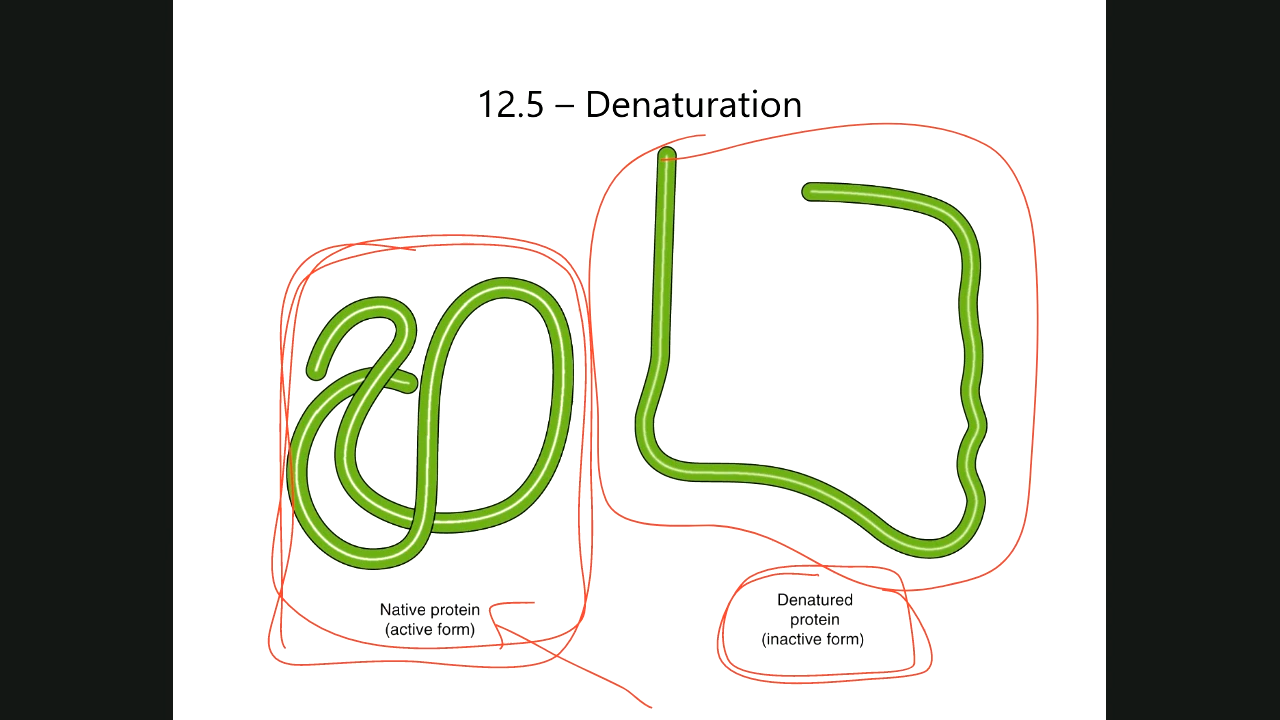 12.5 – Denaturation
Native protein
(active form)
Denatured
protein
(inactive form)